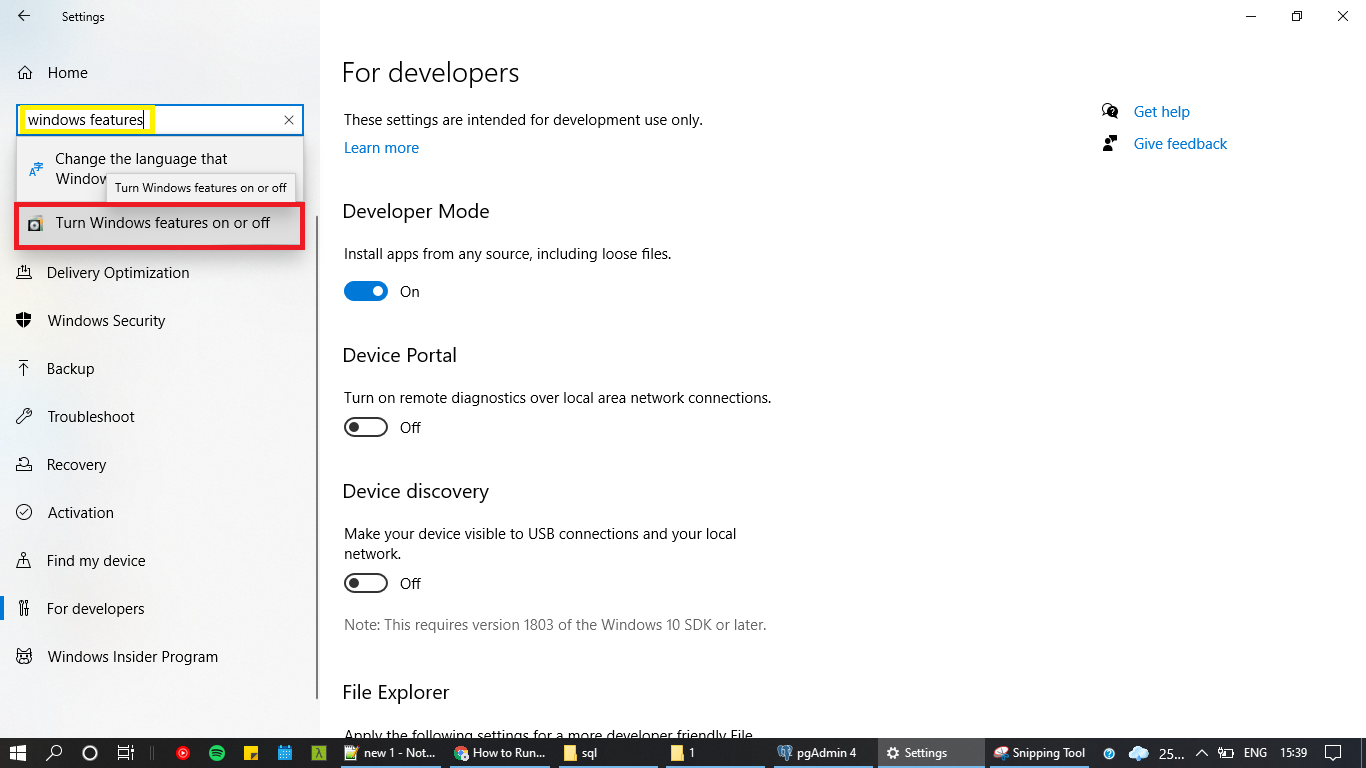 Settings
Home
windows features
Change the language that
Window
Turn Windows features on or off
Turn Windows features on or off
Delivery Optimization
Windows Security
Backup
Troubleshoot
Recovery
Activation
Find my device
For developers
Windows Insider Program
For developers
These settings are intended for development use only.
Learn more
Developer Mode
Install apps from any source, including loose files.
On
Device Portal
Turn on remote diagnostics over local area network connections.
Off
Device discovery
Make your device visible to USB connections and your local
network.
Off
Note: This requires version 1803 of the Windows 10 SDK or later.
File Explorer
Apply the following settings for a more developer friendly File
Get help
Give feedback
new 1 - Not...
How to Run...
sql
1
pgAdmin 4
Settings
Snipping Tool
25...
ENG
15:39